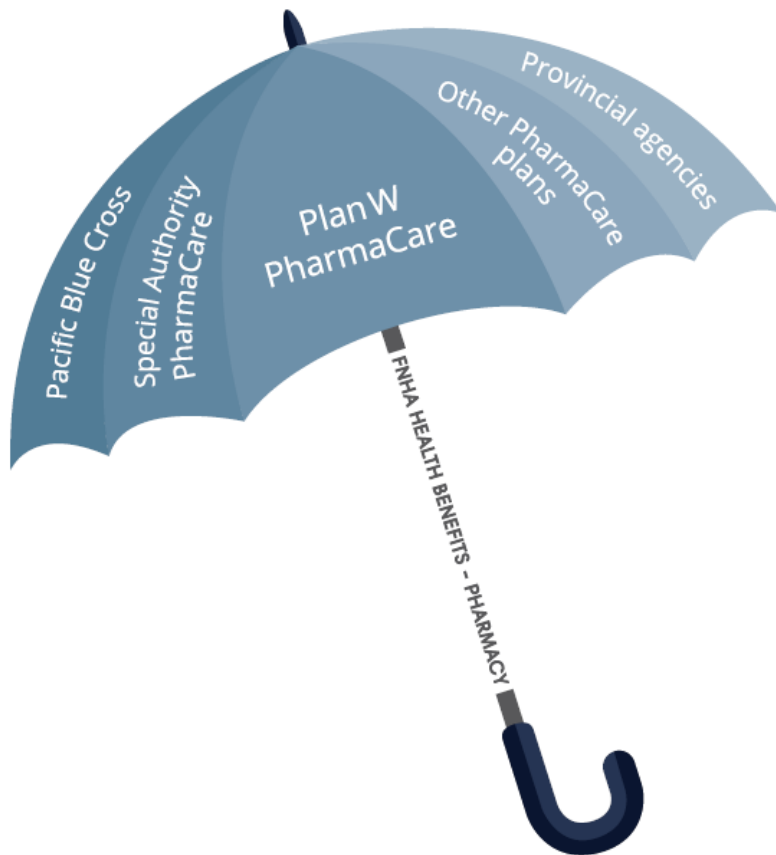 Pacific Blue Cross
Special Authority
PharmaCare
Plan W
PharmaCare
Other PharmaCare
plans
Provincial agencies
FNHA HEALTH BENEFITS - PHARMACY